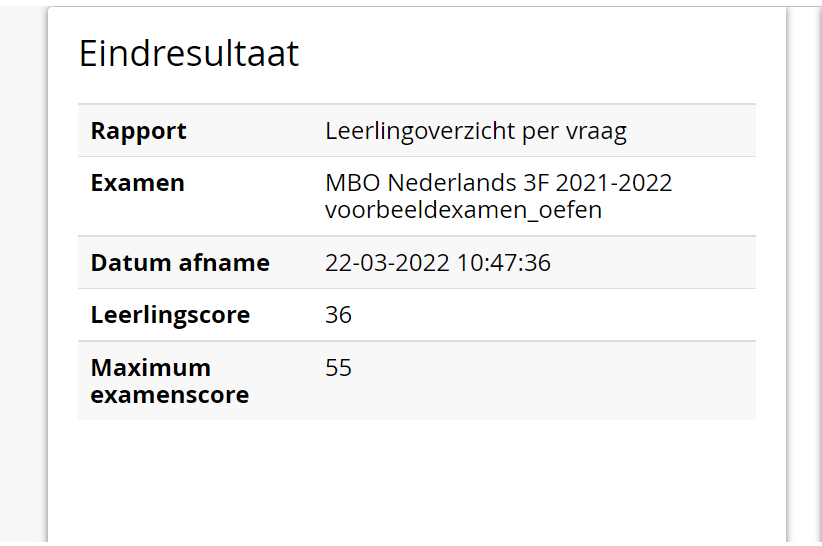 Eindresultaat
Rapport Leerlingoverzicht per vraag
Examen MBO Nederlands 3F 2021-2022
voorbeeldexamen_oefen
Datum afname 22-03-2022 10:47:36
Leerlingscore 36
Maximum 55
examenscore